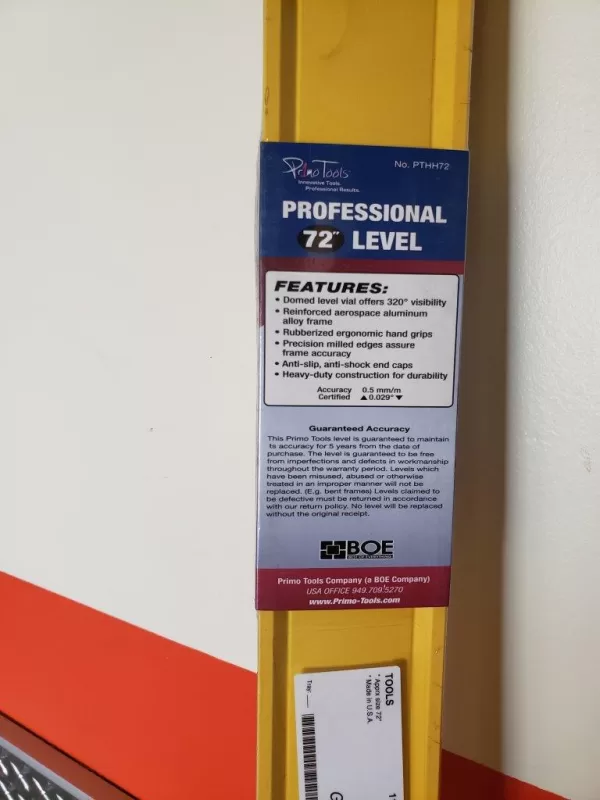 Primo Tools
Innovative Tools.
Professional Results.
No. PTHH72
PROFESSIONAL
72" LEVEL
FEATURES:
• Domed level vial offers 320° visibility
• Reinforced aerospace aluminum
alloy frame
• Rubberized ergonomic hand grips
• Precision milled edges assure
frame accuracy
• Anti-slip, anti-shock end caps
• Heavy-duty construction for durability
Accuracy 0.5 mm/m
Certified ▲0.029°▼
Guaranteed Accuracy
This Primo Tools level is guaranteed to maintain
its accuracy for 5 years from the date of
purchase. The level is guaranteed to be free
from imperfections and defects in workmanship
throughout the warranty period. Levels which
have been misused, abused or otherwise
treated in an improper manner will not be
replaced. (E.g. bent frames) Levels claimed to
be defective must be returned in accordance
with our return policy. No level will be replaced
without the original receipt.
BOE
Primo Tools Company (a BOE Company)
USA OFFICE 949.709.5270
www.Primo-Tools.com
TOOLS
* Appx size 72"
* Made in U.S.A.
Tray: ___